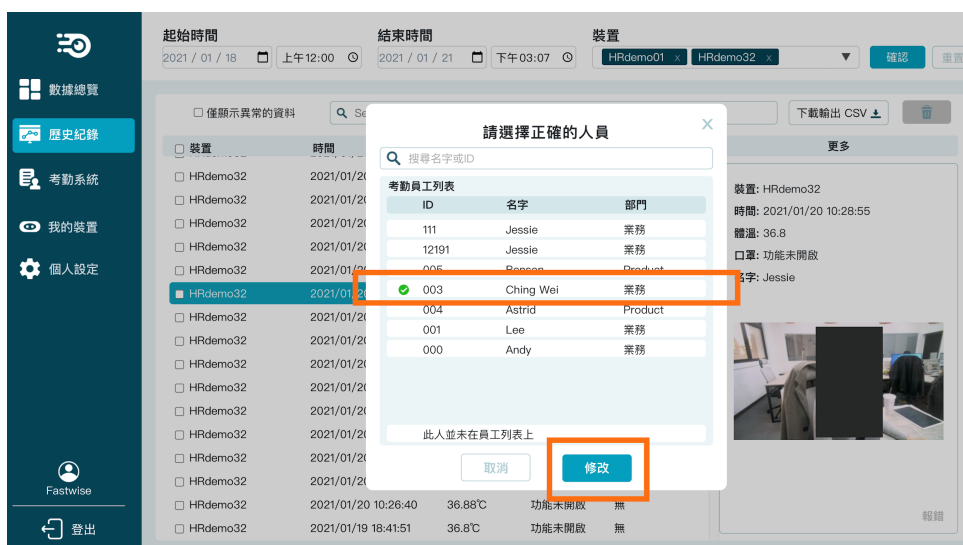 起始時間 結束時間 裝置
2021 / 01 / 18 上午12:00 2021 / 01 / 21 下午03:07 HRdemo01 x HRdemo32 x 確認 重置
數據總覽
歷史紀錄
考勤系統
我的裝置
個人設定
Fastwise
登出
僅顯示異常的資料 Se 下載輸出 CSV
裝置 時間 更多
HRdemo32 2021/01/20
HRdemo32 2021/01/20
HRdemo32 2021/01/20
HRdemo32 2021/01/20
HRdemo32 2021/01/20
HRdemo32 2021/01/20
HRdemo32 2021/01/20
HRdemo32 2021/01/20
HRdemo32 2021/01/20
HRdemo32 2021/01/20
HRdemo32 2021/01/20
HRdemo32 2021/01/20
HRdemo32 2021/01/20
HRdemo32 2021/01/20
HRdemo32 2021/01/20 10:26:40 36.88℃ 功能未開啟 無
HRdemo32 2021/01/19 18:41:51 36.8℃ 功能未開啟 無
請選擇正確的人員 X
搜尋名字或ID
考勤員工列表
ID 名字 部門
111 Jessie 業務
12191 Jessie 業務
005 Benson Product
003 Ching Wei 業務
004 Astrid Product
001 Lee 業務
000 Andy 業務
此人並未在員工列表上
取消 修改
裝置: HRdemo32
時間: 2021/01/20 10:28:55
體溫: 36.8
口罩: 功能未開啟
名字: Jessie
報錯